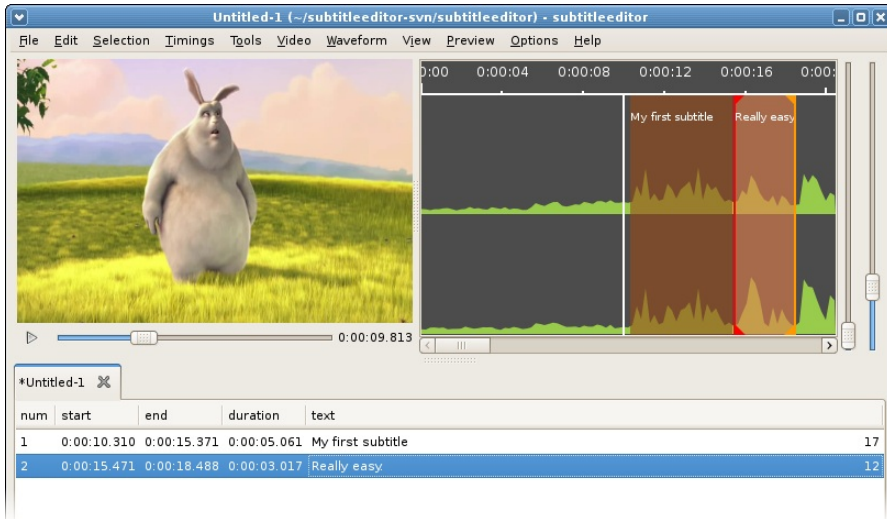 Untitled-1 (~/subtitleeditor-svn/subtitleeditor) - subtitleeditor
File Edit Selection Timings Tools Video Waveform View Preview Options Help
0:00 0:00:04 0:00:08 0:00:12 0:00:16 0:00:
My first subtitle Really easy
0:00:09.813
*Untitled-1
num start end duration text
1 0:00:10.310 0:00:15.371 0:00:05.061 My first subtitle 17
2 0:00:15.471 0:00:18.488 0:00:03.017 Really easy. 12